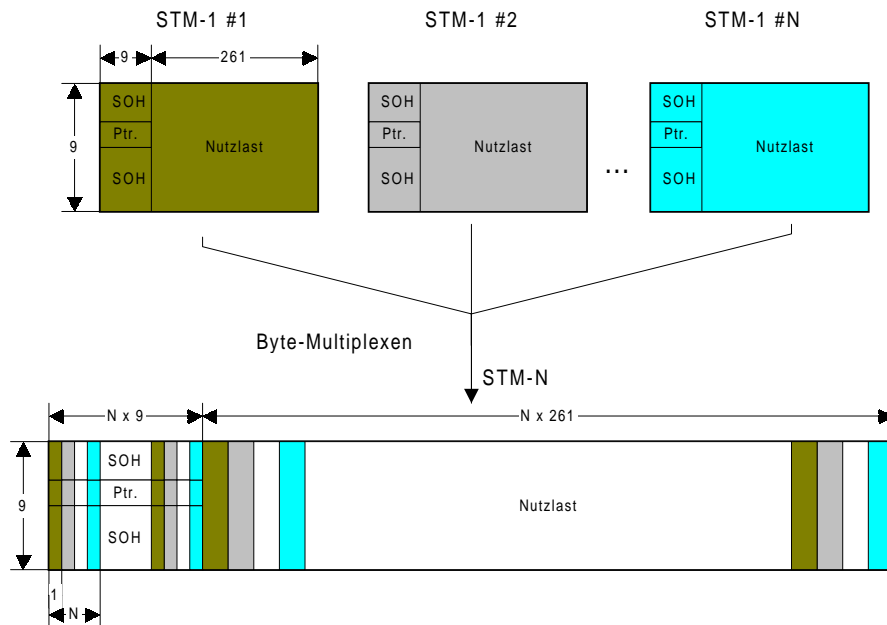 STM-1 #1
STM-1 #2
STM-1 #N
9
261
9
SOH
Ptr.
SOH
Nutzlast
SOH
Ptr.
SOH
Nutzlast
...
SOH
Ptr.
SOH
Nutzlast
Byte-Multiplexen
STM-N
N x 9
N x 261
9
SOH
Ptr.
SOH
Nutzlast
1
N